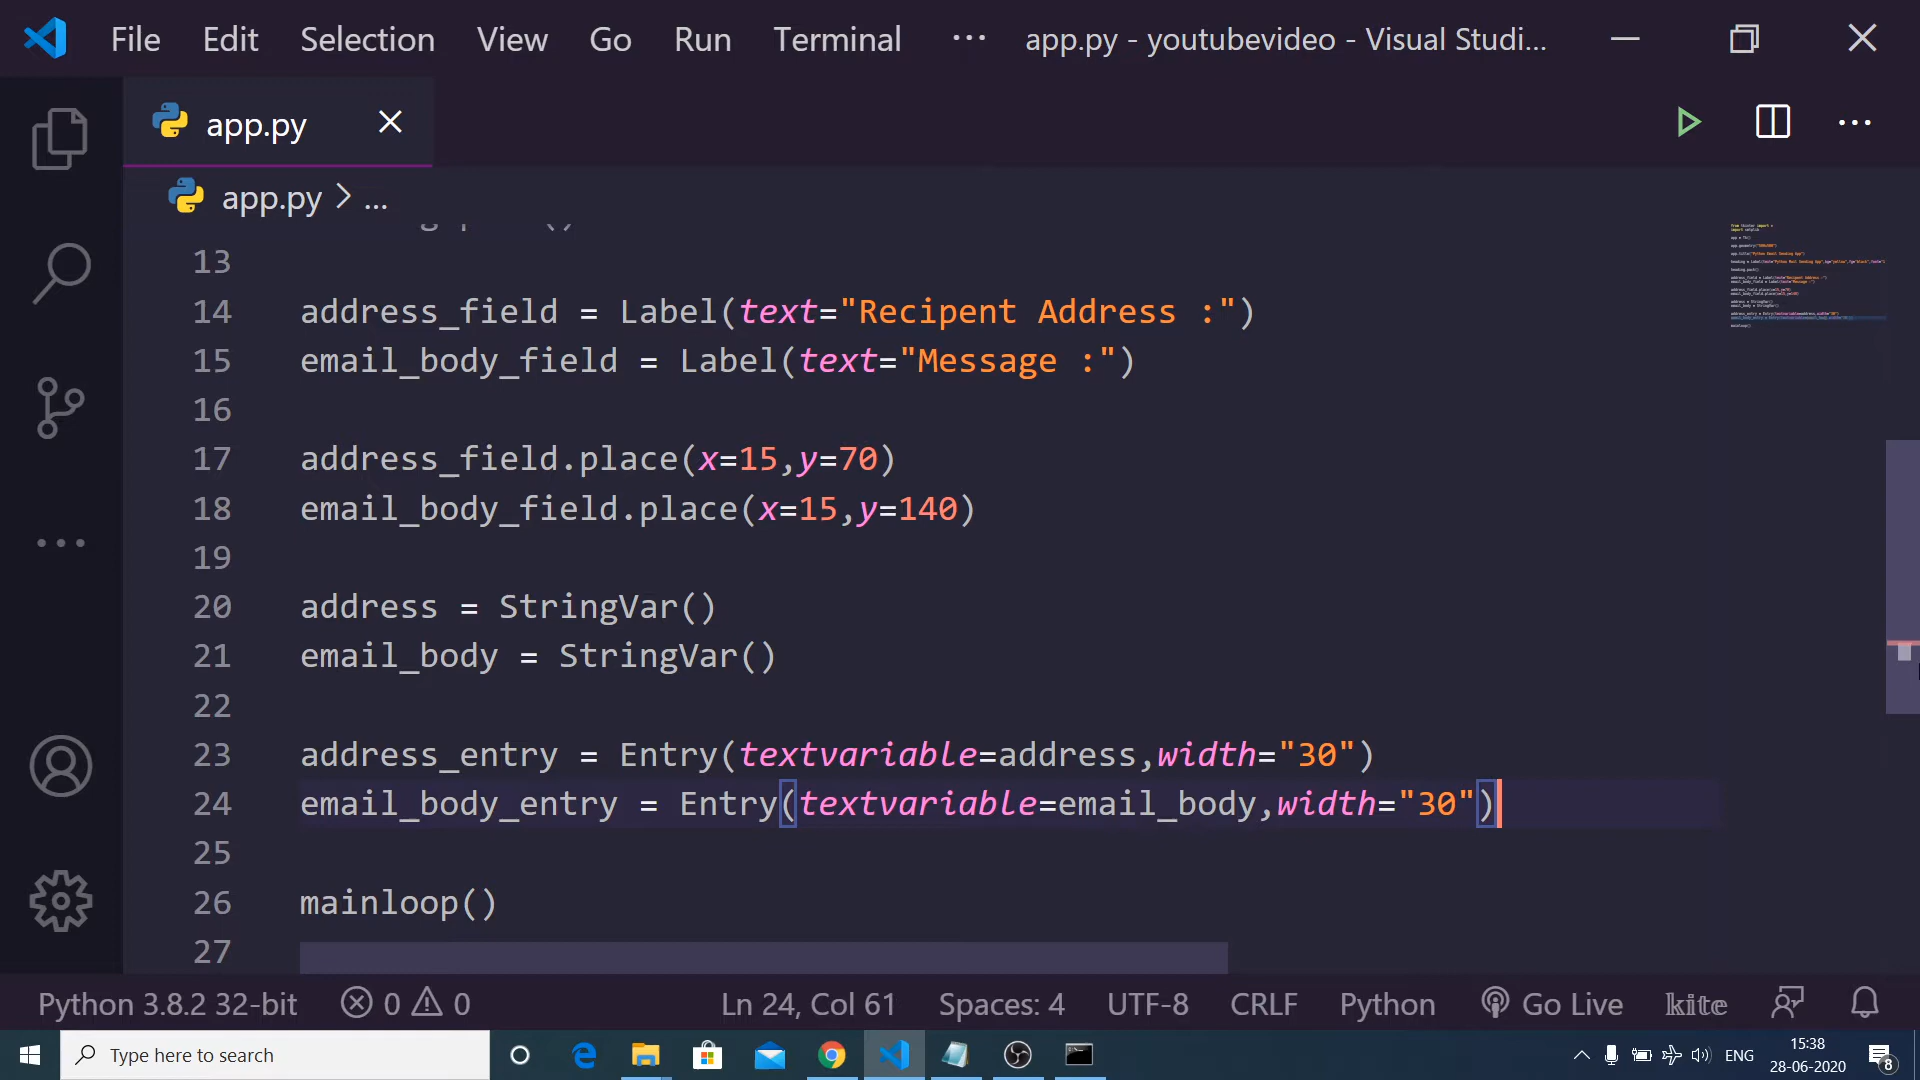 File Edit Selection View Go Run Terminal ··· app.py - youtubevideo - Visual Studi...
app.py
app.py > ...
13
14 address_field = Label(text="Recipent Address :")
15 email_body_field = Label(text="Message :")
16
17 address_field.place(x=15,y=70)
18 email_body_field.place(x=15,y=140)
19
20 address = StringVar()
21 email_body = StringVar()
22
23 address_entry = Entry(textvariable=address,width="30")
24 email_body_entry = Entry(textvariable=email_body,width="30")
25
26 mainloop()
27
Python 3.8.2 32-bit 0 0 Ln 24, Col 61 Spaces: 4 UTF-8 CRLF Python Go Live kite
Type here to search ENG 15:38
28-06-2020 8